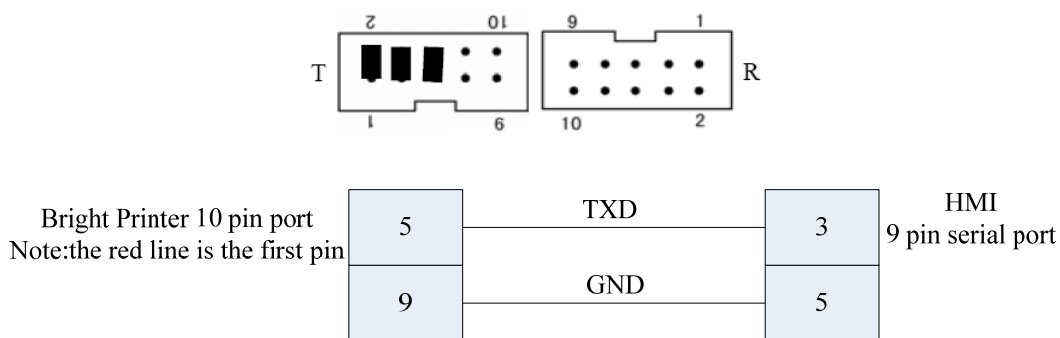 2 10 9 1
T R
1 9 10 2
TXD
Bright Printer 10 pin port 5 3 HMI
Note:the red line is the first pin 9 pin serial port
GND
9 5